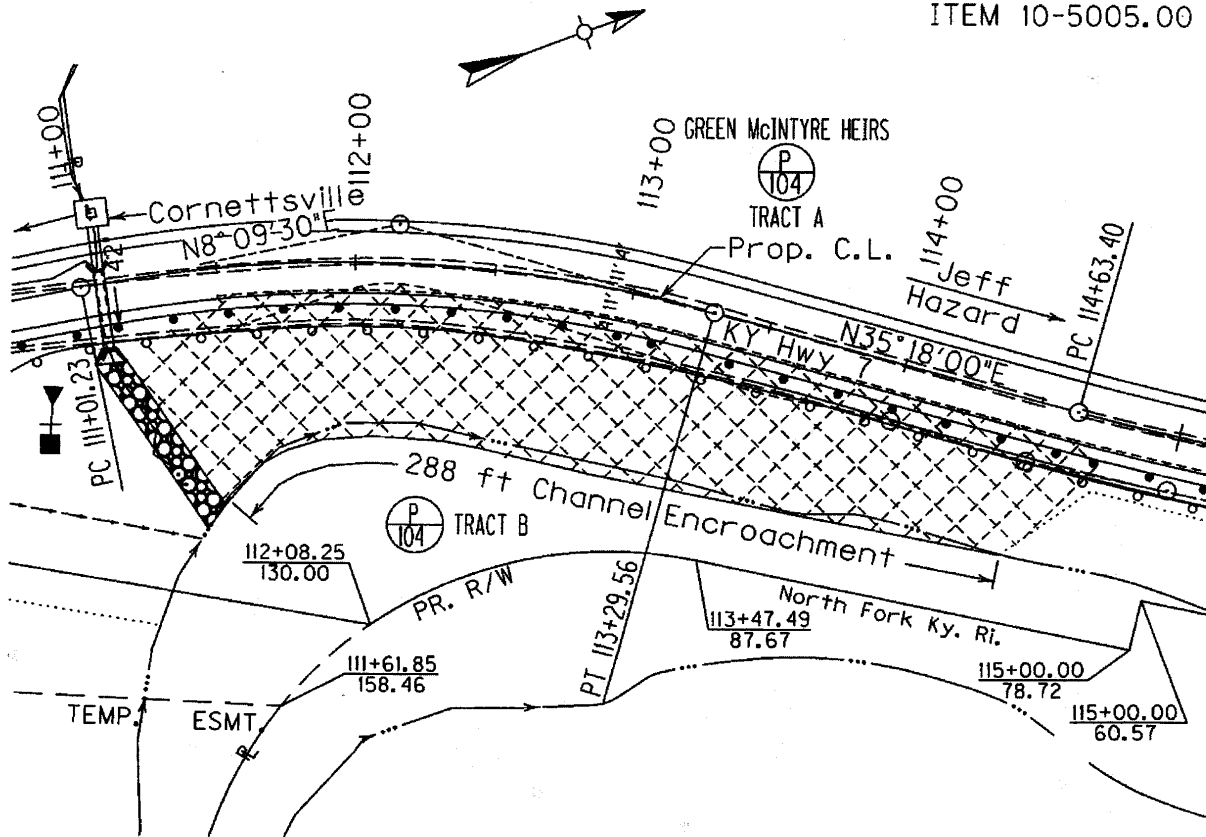 ITEM 10-5005.00
111+00
112+00
113+00
GREEN McINTYRE HEIRS
P
104
TRACT A
114+00
Cornettsville
N8°09'30"E
Prop. C.L.
Jeff
Hazard
PC 114+63.40
42"
KY Hwy 7
N35°18'00"E
PC 111+01.23
288 ft Channel Encroachment
P
104
TRACT B
112+08.25
130.00
PR. R/W
PT 113+29.56
113+47.49
87.67
North Fork Ky. Ri.
111+61.85
158.46
115+00.00
78.72
115+00.00
60.57
TEMP.
ESMT.